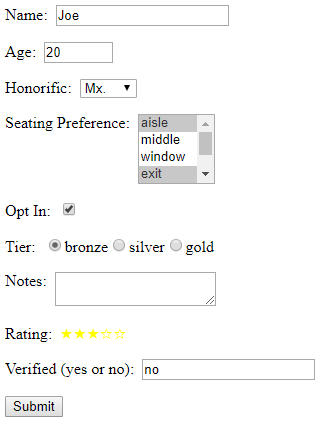 Name: Joe
Age: 20
Honorific: Mx.
Seating Preference: aisle
middle
window
exit
Opt In:
Tier: bronze silver gold
Notes:
Rating: ★★★☆☆
Verified (yes or no): no
Submit